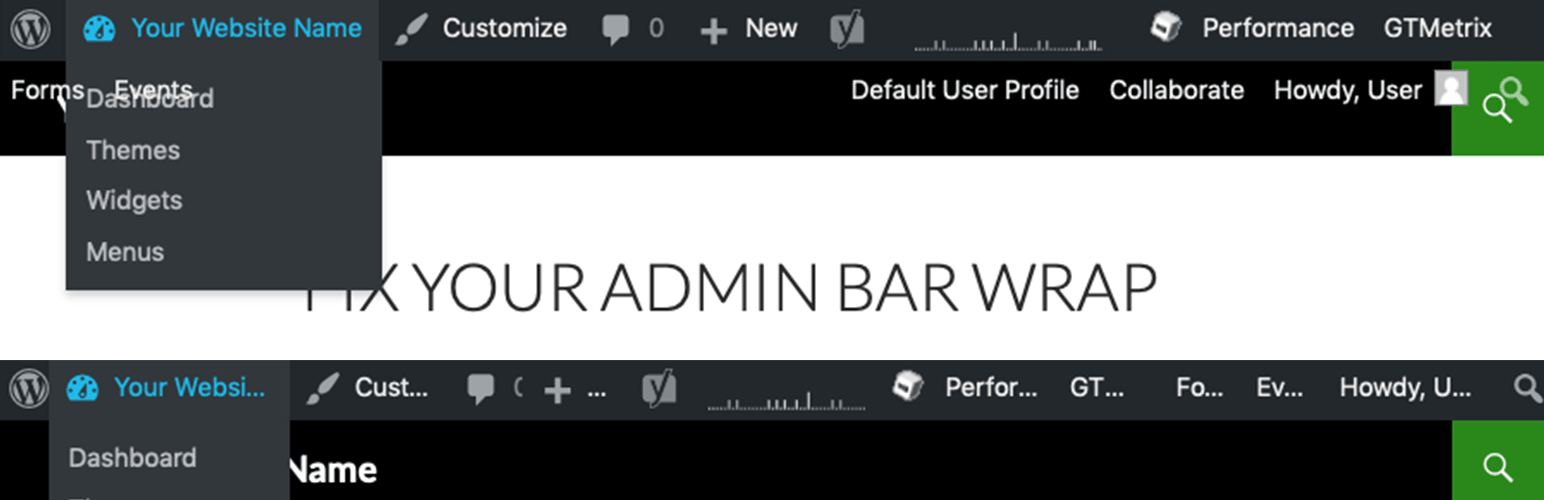 Your Website Name Customize 0 New Performance GTMetrix
Forms Events Default User Profile Collaborate Howdy, User
Dashboard
Themes
Widgets
Menus
FIX YOUR ADMIN BAR WRAP
Your Websi... Cust... ... Perfor... GT... Fo... Ev... Howdy, U...
Dashboard
Name